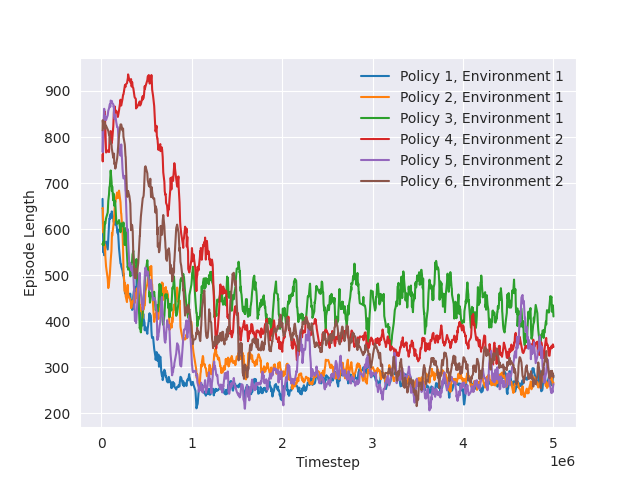 900
800
700
600
500
400
300
200
Episode Length
Policy 1, Environment 1
Policy 2, Environment 1
Policy 3, Environment 1
Policy 4, Environment 2
Policy 5, Environment 2
Policy 6, Environment 2
0 1 2 3 4 5
1e6
Timestep